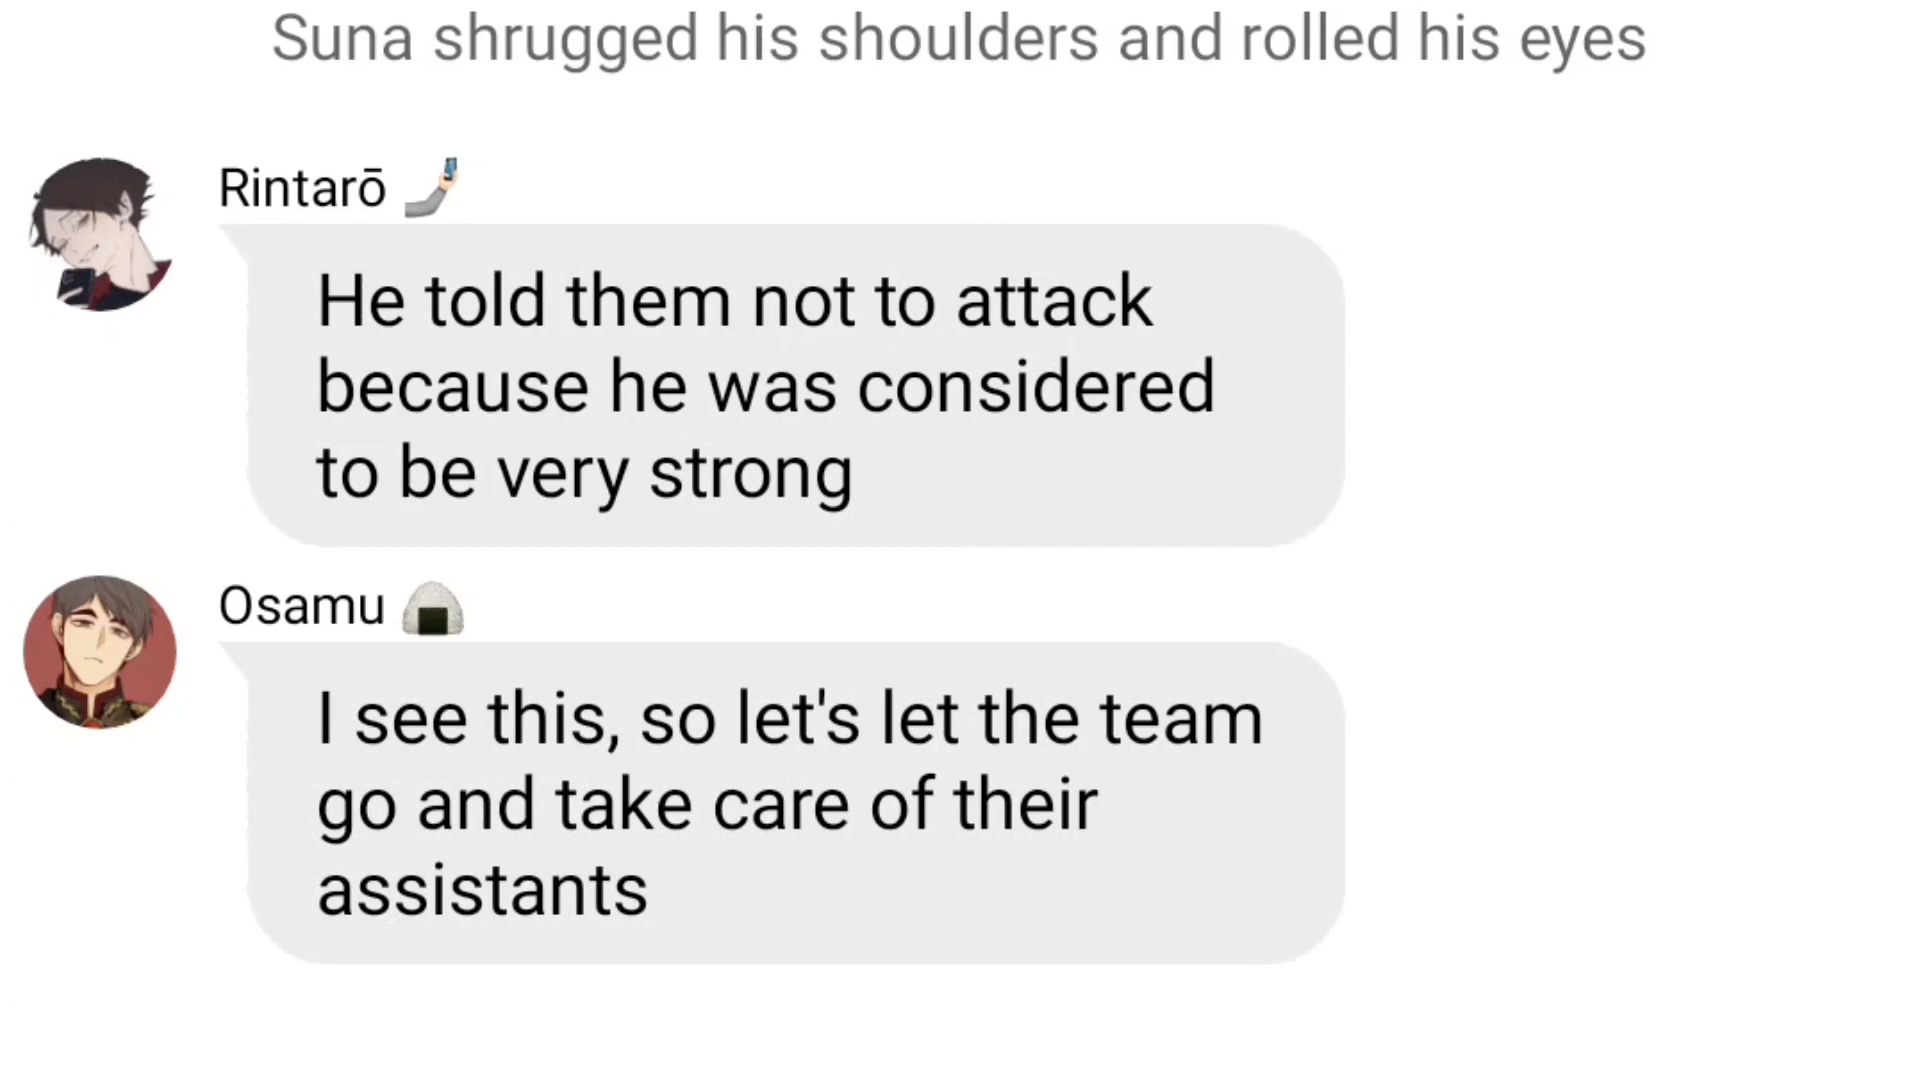 Suna shrugged his shoulders and rolled his eyes
Rintarō 🤳🏻
He told them not to attack
because he was considered
to be very strong
Osamu 🍙
I see this, so let's let the team
go and take care of their
assistants